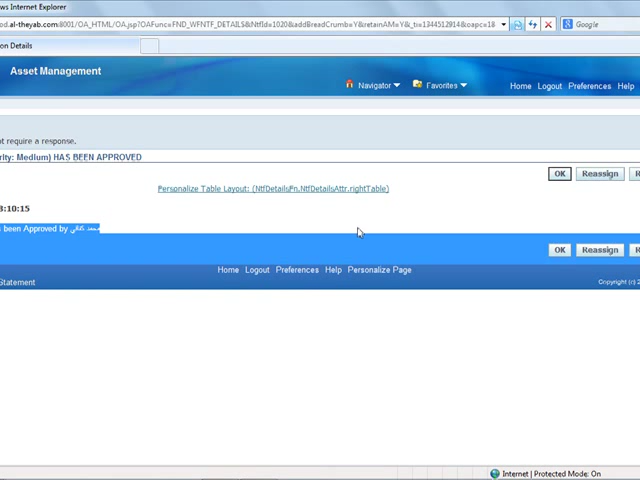 ws Internet Explorer
od.al-theyab.com:8001/OA_HTML/OA.jsp?OAFunc=FND_WFNTF_DETAILS&NtfId=1020&addBreadCrumb=Y&retainAM=Y&_ti=1344512914&oapc=18
Google
on Details
Asset Management
Navigator
Favorites
Home Logout Preferences Help
ot require a response.
rity: Medium) HAS BEEN APPROVED
OK Reassign R
Personalize Table Layout: (NtfDetailsFn.NtfDetailsAttr.rightTable)
3:10:15
been Approved by محمد
OK Reassign
Home Logout Preferences Help Personalize Page
Statement
Copyright (c) 2
Internet | Protected Mode: On